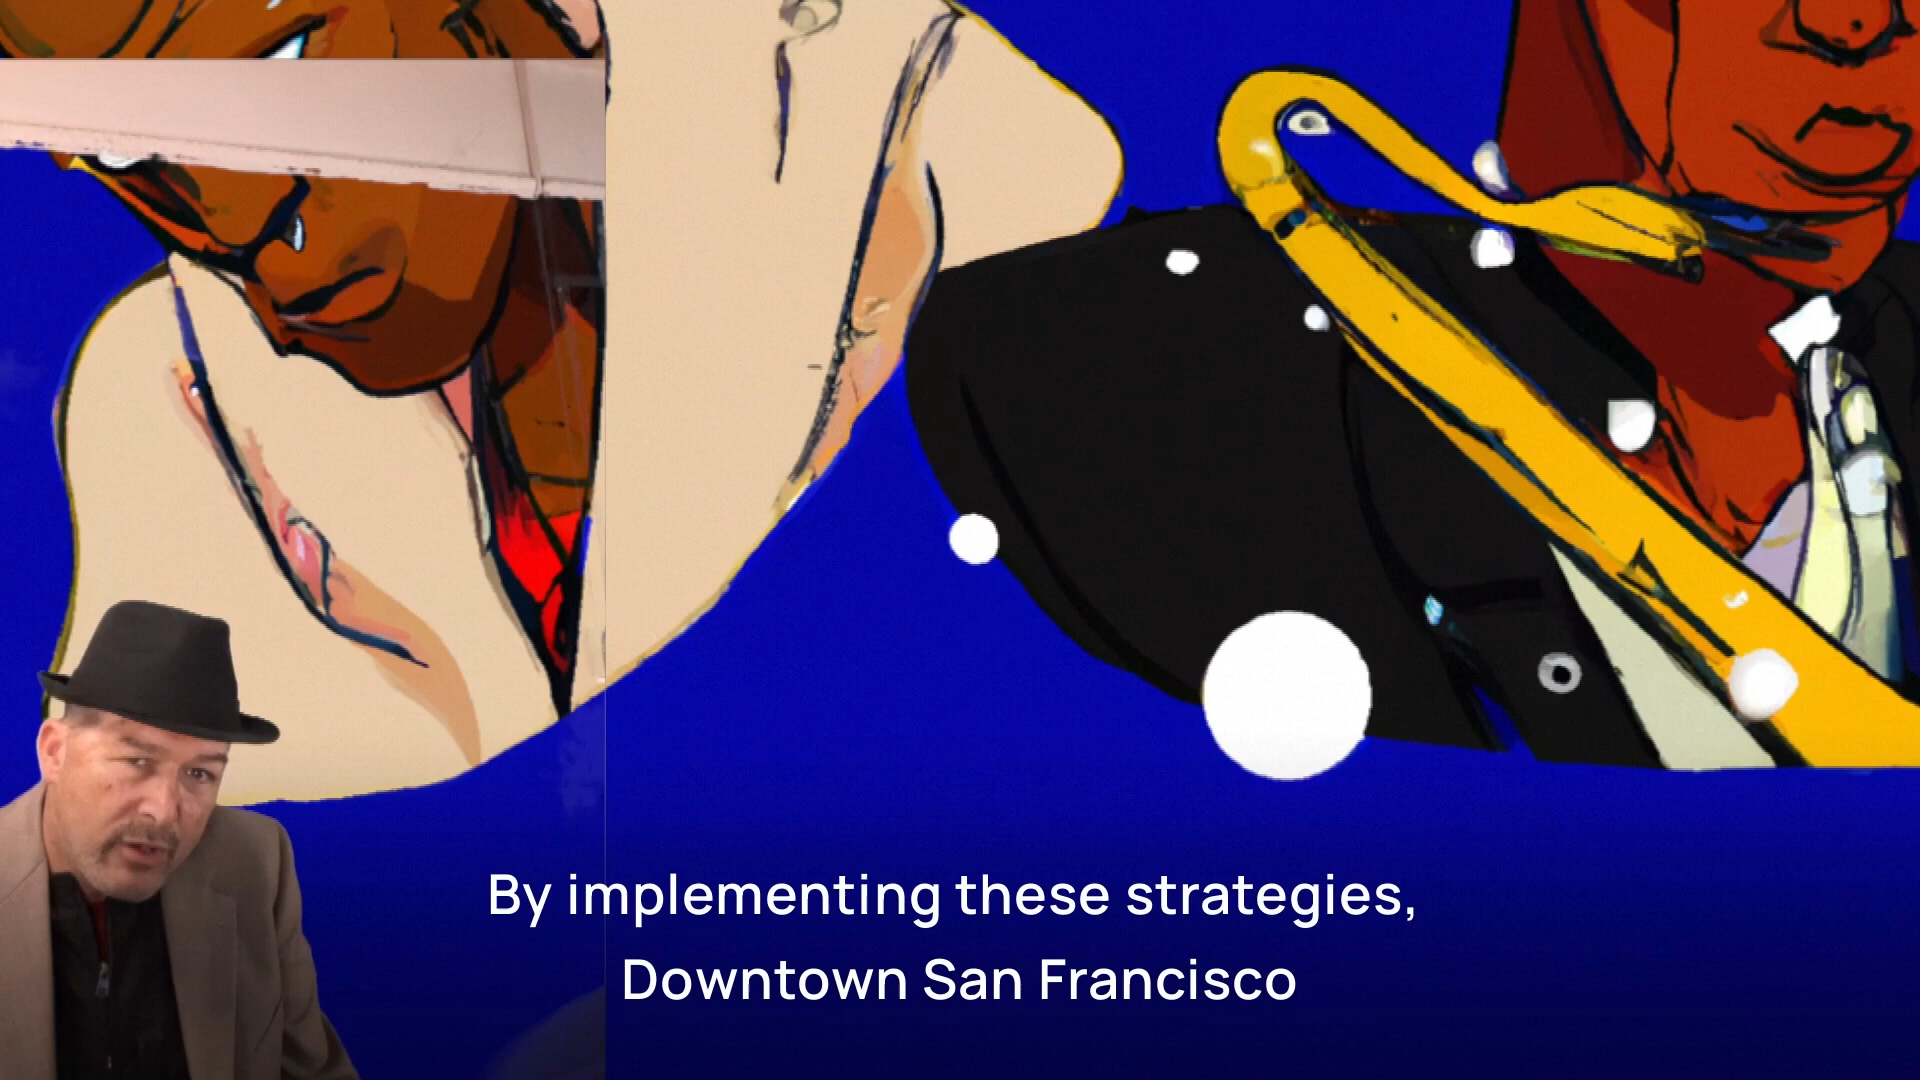 By implementing these strategies,
Downtown San Francisco